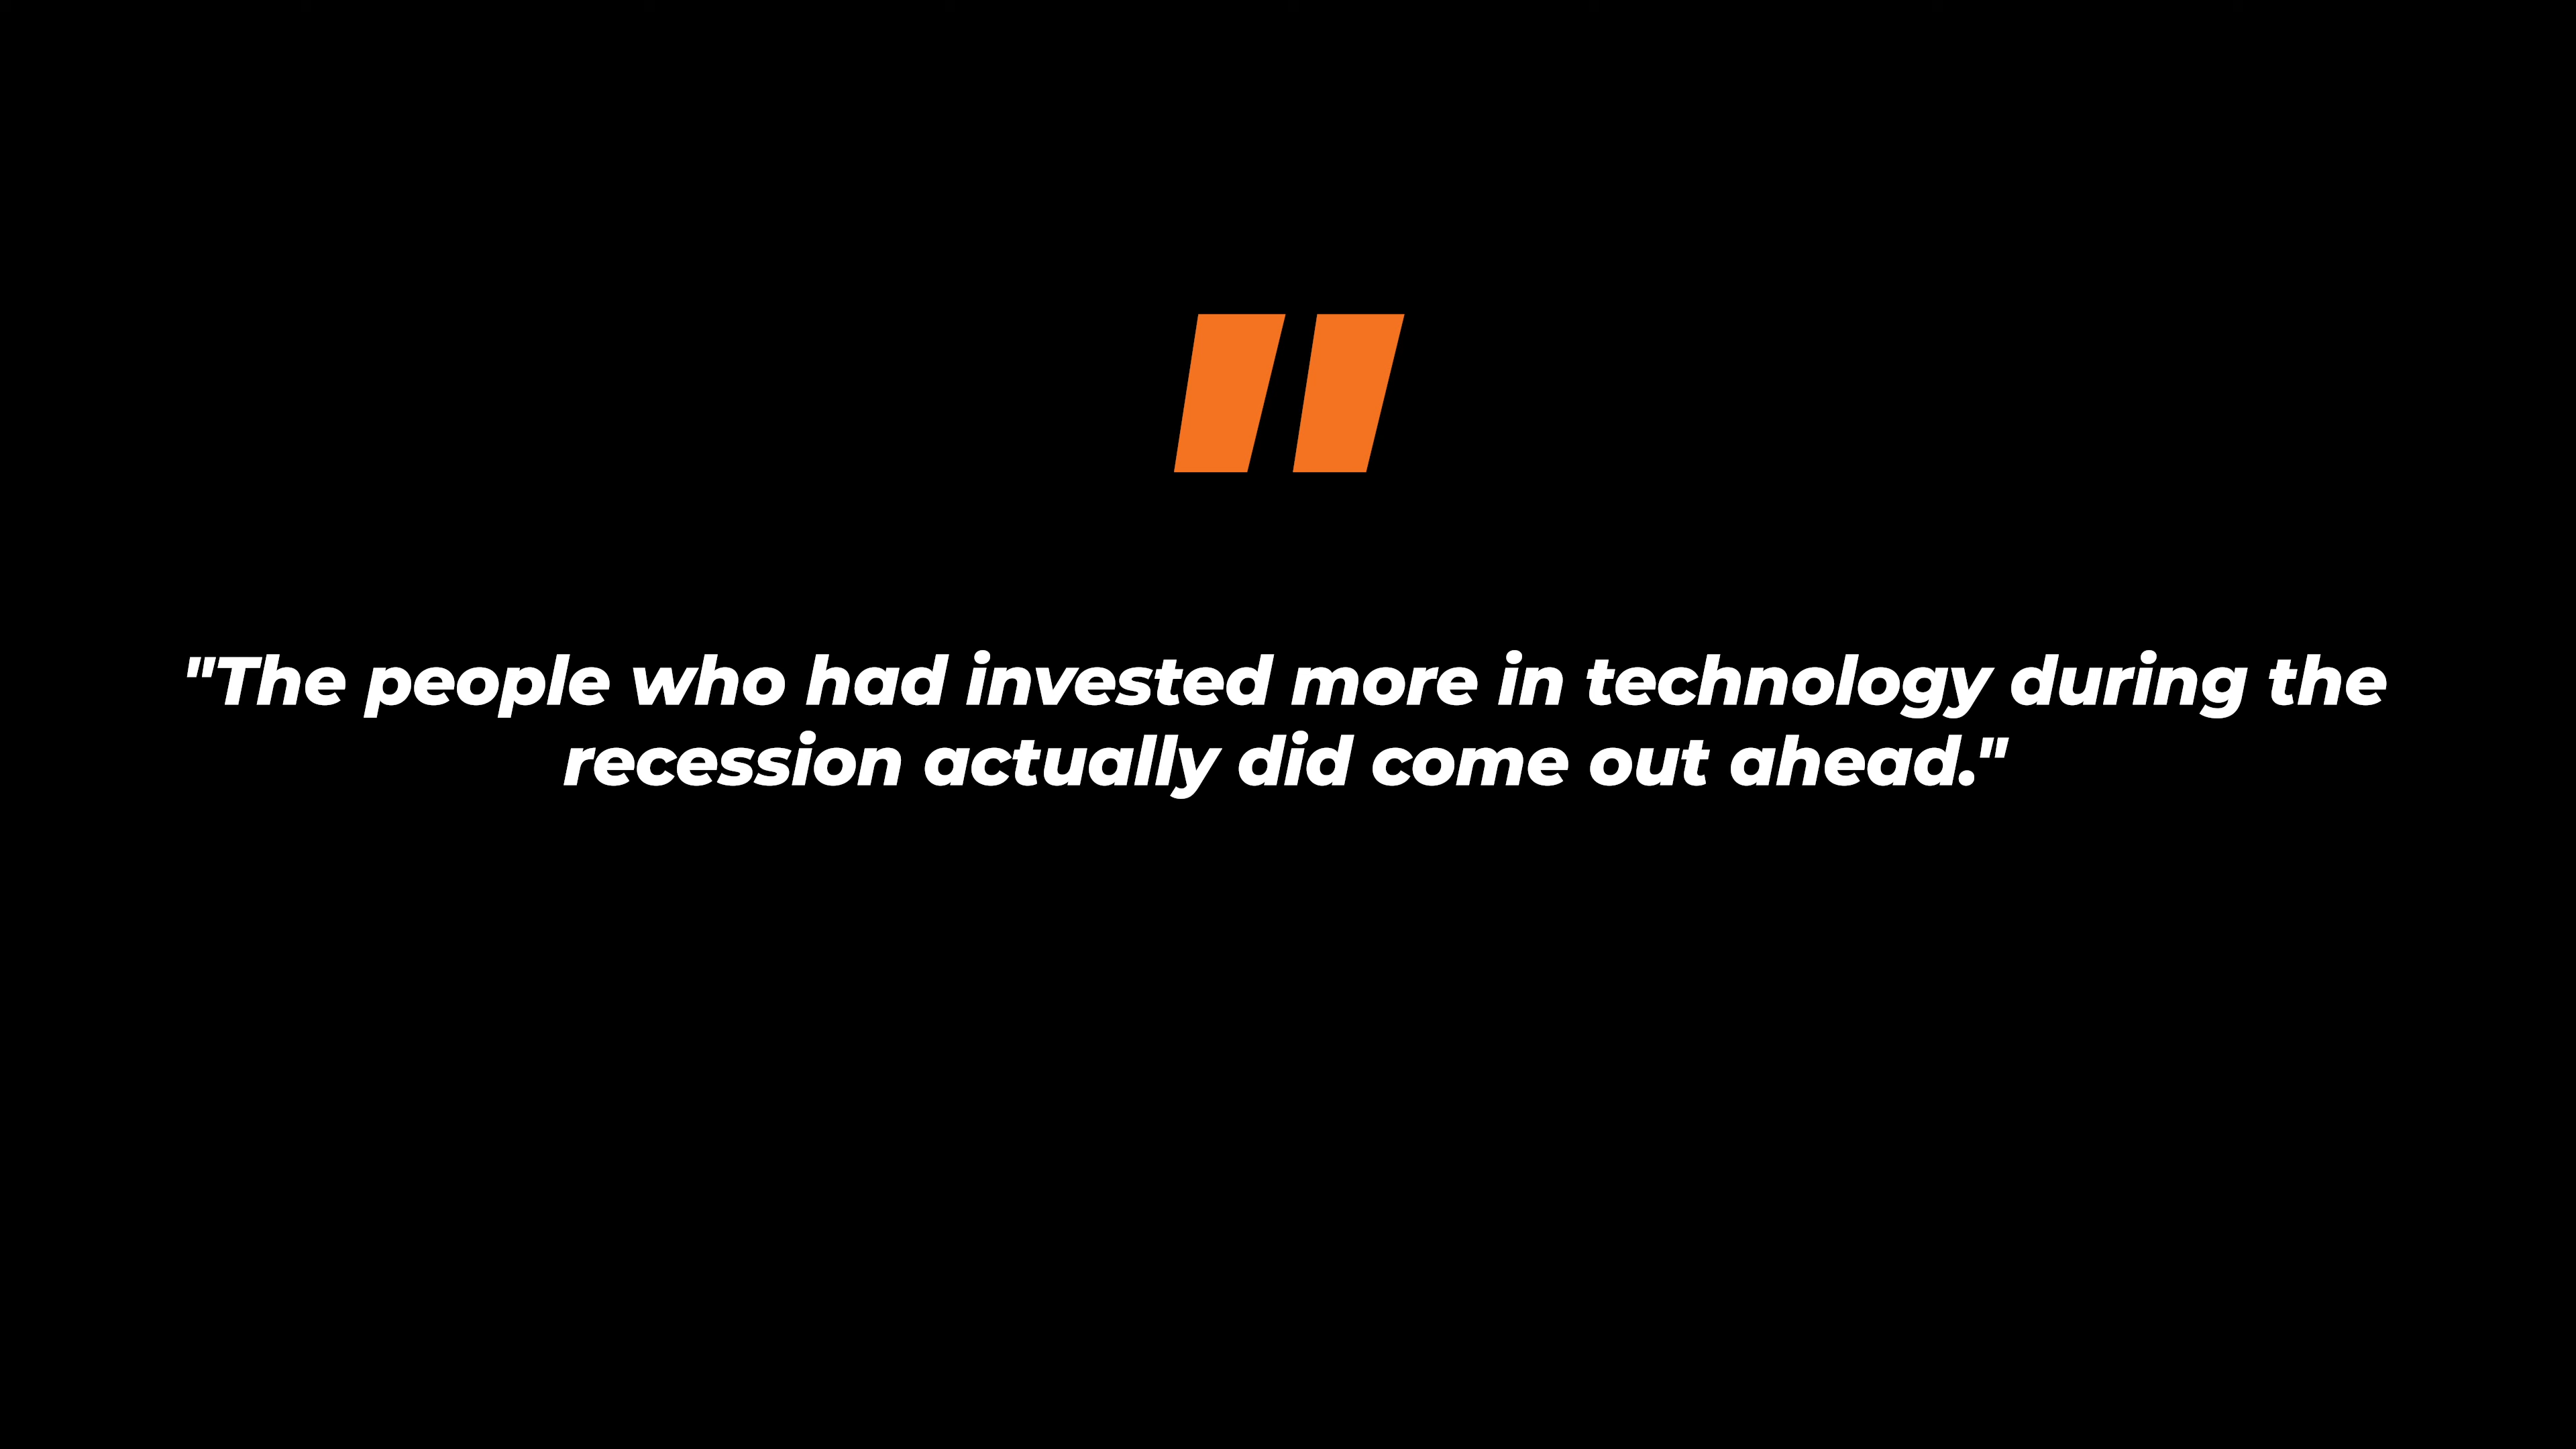 "The people who had invested more in technology during the
recession actually did come out ahead."